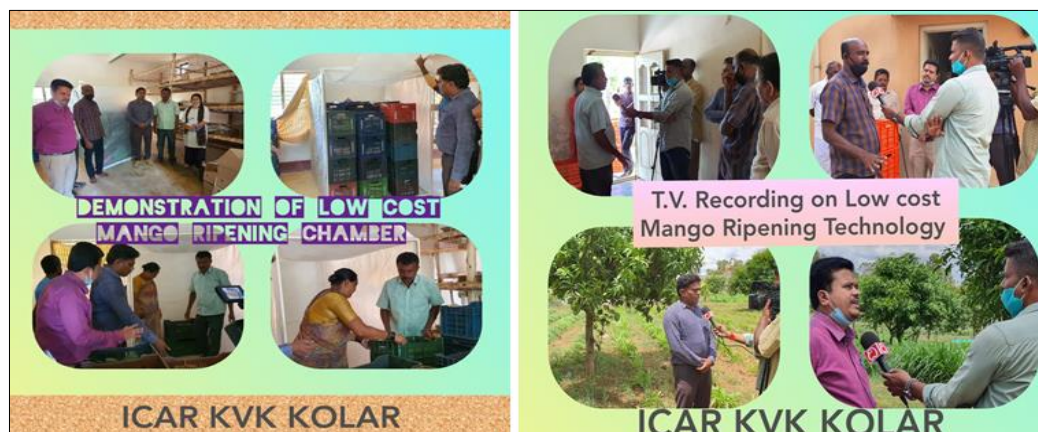 DEMONSTRATION OF LOW COST
MANGO RIPENING CHAMBER
ICAR KVK KOLAR
T.V. Recording on Low cost
Mango Ripening Technology
ICAR KVK KOLAR